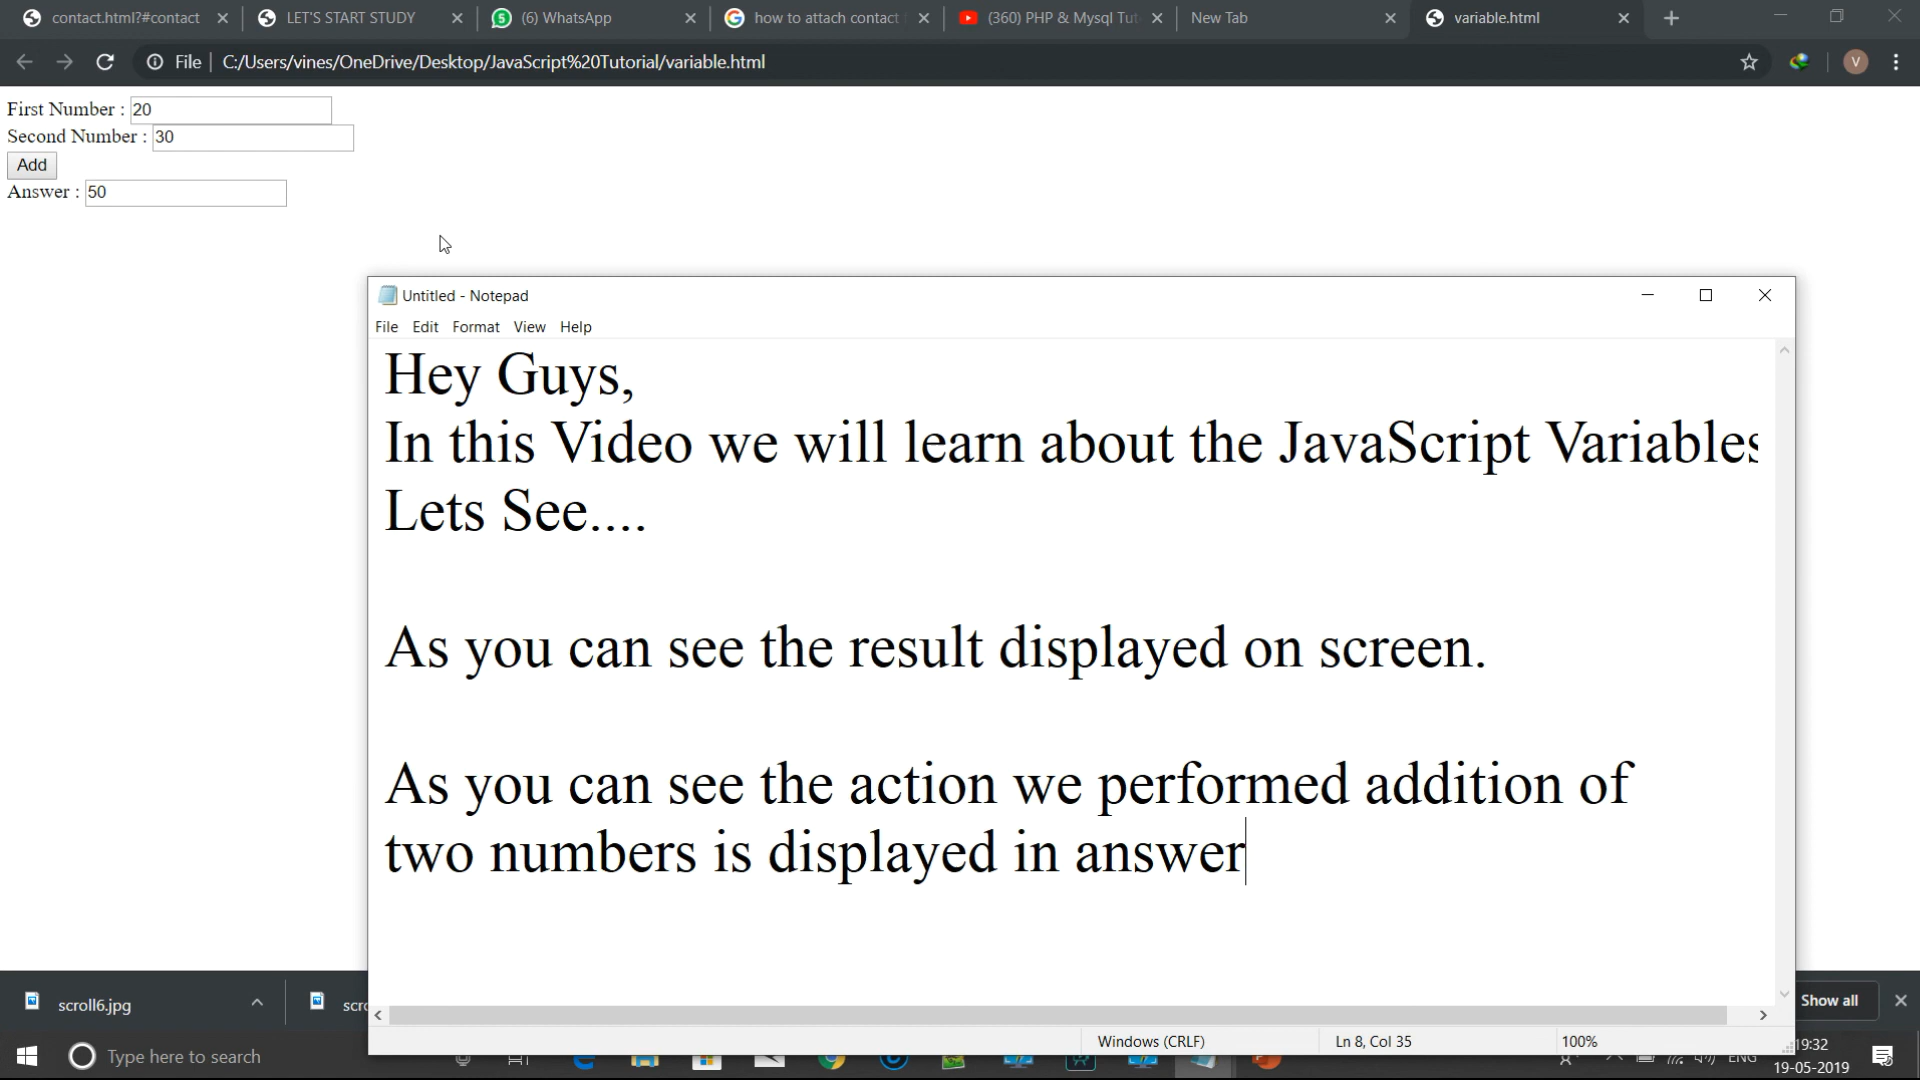 contact.html?#contact
LET'S START STUDY
(6) WhatsApp
how to attach contact
(360) PHP & Mysql Tut
New Tab
variable.html
File
C:/Users/vines/OneDrive/Desktop/JavaScript%20Tutorial/variable.html
V
First Number : 20
Second Number : 30
Add
Answer : 50
Untitled - Notepad
File Edit Format View Help
Hey Guys,
In this Video we will learn about the JavaScript Variables
Lets See....
As you can see the result displayed on screen.
As you can see the action we performed addition of
two numbers is displayed in answer
Windows (CRLF)
Ln 8, Col 35
100%
scroll6.jpg
Show all
Type here to search
ENG
19:32
19-05-2019